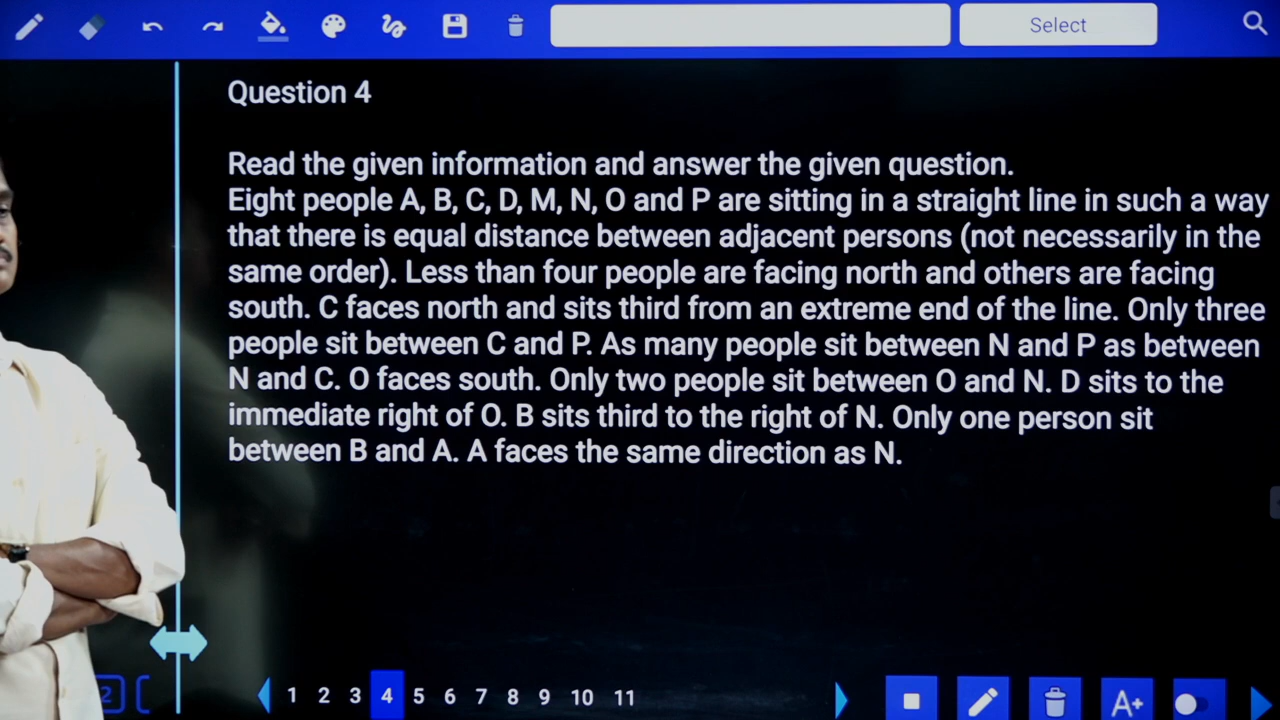 Select
Question 4
Read the given information and answer the given question.
Eight people A, B, C, D, M, N, O and P are sitting in a straight line in such a way
that there is equal distance between adjacent persons (not necessarily in the
same order). Less than four people are facing north and others are facing
south. C faces north and sits third from an extreme end of the line. Only three
people sit between C and P. As many people sit between N and P as between
N and C. O faces south. Only two people sit between O and N. D sits to the
immediate right of O. B sits third to the right of N. Only one person sit
between B and A. A faces the same direction as N.
2 1 2 3 4 5 6 7 8 9 10 11 A+